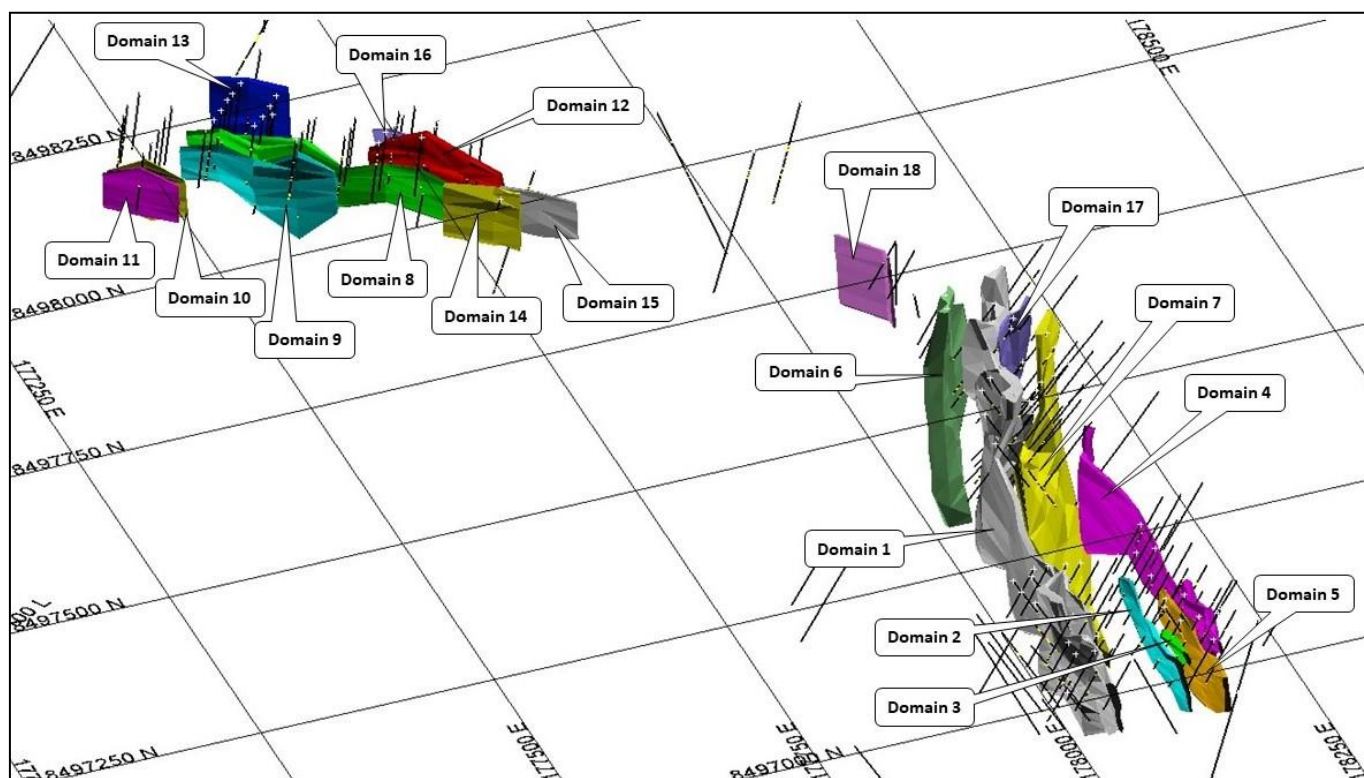 Domain 13
Domain 16
Domain 12
178500 E
8498250 N
Domain 18
Domain 17
Domain 11
Domain 10
Domain 8
Domain 15
8498000 N
Domain 14
Domain 9
Domain 7
Domain 6
Domain 4
177250 E
8497750 N
Domain 1
8497500 N
Domain 5
Domain 2
Domain 3
8497250 N
177500 E
177750 E
8497000 N
178000 E
178250 E